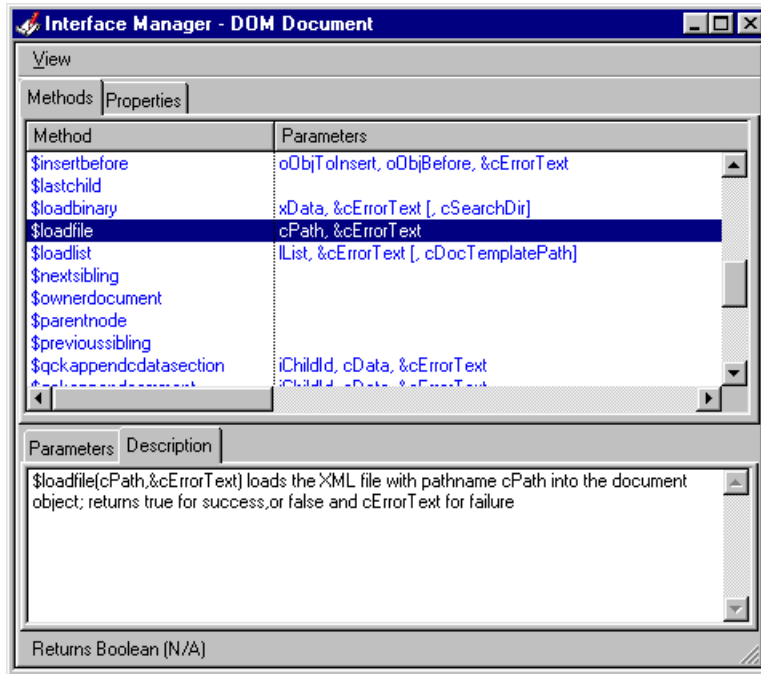 Interface Manager - DOM Document
View
Methods Properties
Method Parameters
$insertbefore oObjToInsert, oObjBefore, &cErrorText
$lastchild
$loadbinary xData, &cErrorText [, cSearchDir]
$loadfile cPath, &cErrorText
$loadlist lList, &cErrorText [, cDocTemplatePath]
$nextsibling
$ownerdocument
$parentnode
$previoussibling
$qckappendcdatasection iChildId, cData, &cErrorText
iChildId, cData, &cErrorText
Parameters Description
$loadfile(cPath,&cErrorText) loads the XML file with pathname cPath into the document
object; returns true for success,or false and cErrorText for failure
Returns Boolean (N/A)